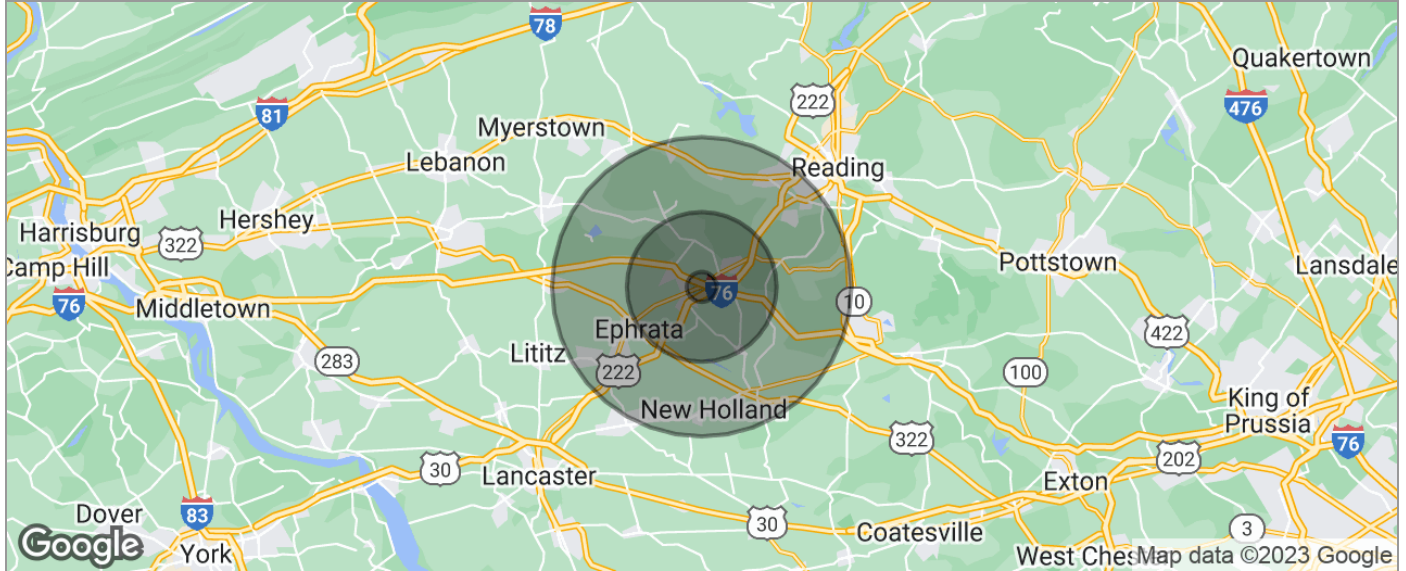 78
Quakertown
222
476
81
Myerstown
Lebanon
Reading
Hershey
Harrisburg
322
Camp Hill
Pottstown
Lansdale
76
76
10
Middletown
Ephrata
422
Lititz
283
222
100
New Holland
King of
Prussia
322
76
30
202
Lancaster
Exton
Dover
83
30
Coatesville
3
Google
York
West Ches
Map data ©2023 Google